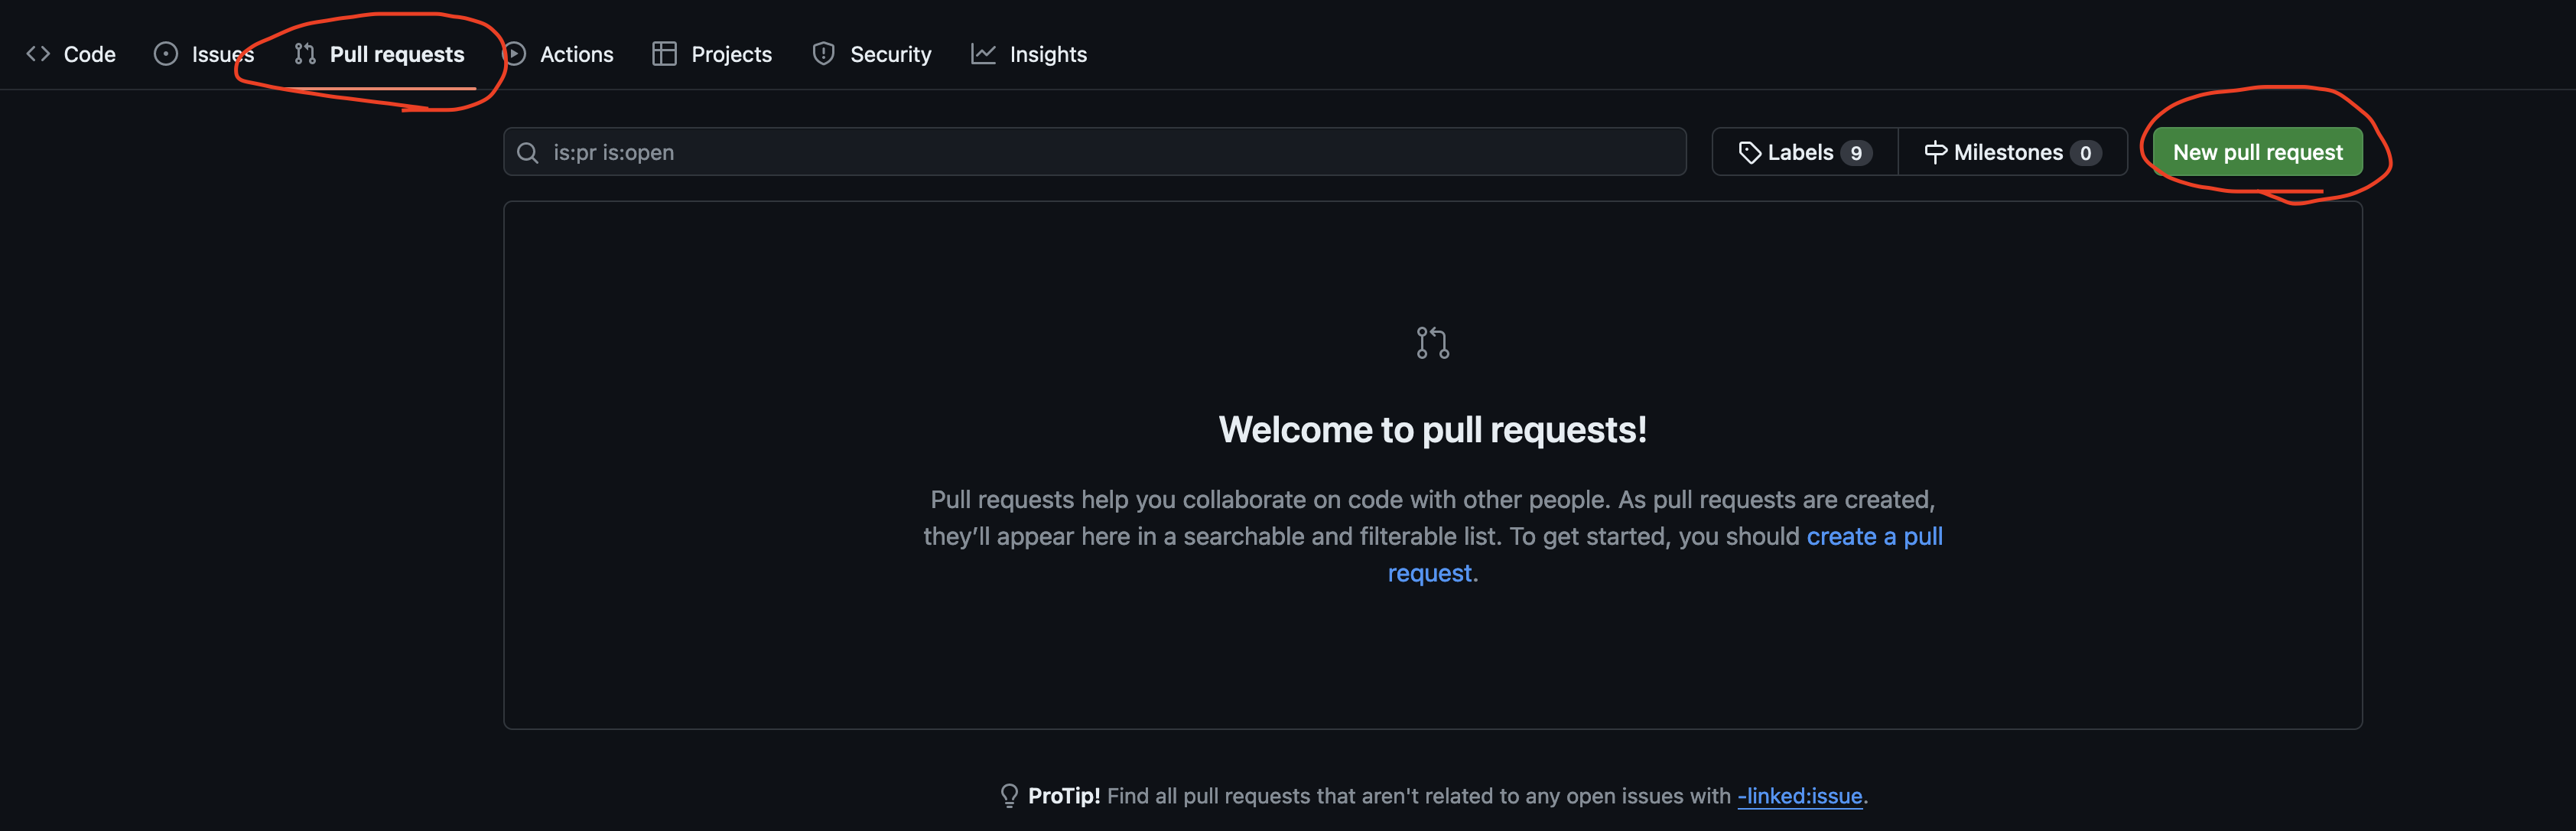 Code Issues Pull requests Actions Projects Security Insights
is:pr is:open Labels 9 Milestones 0 New pull request
Welcome to pull requests!
Pull requests help you collaborate on code with other people. As pull requests are created,
they’ll appear here in a searchable and filterable list. To get started, you should create a pull
request.
ProTip! Find all pull requests that aren't related to any open issues with -linked:issue.